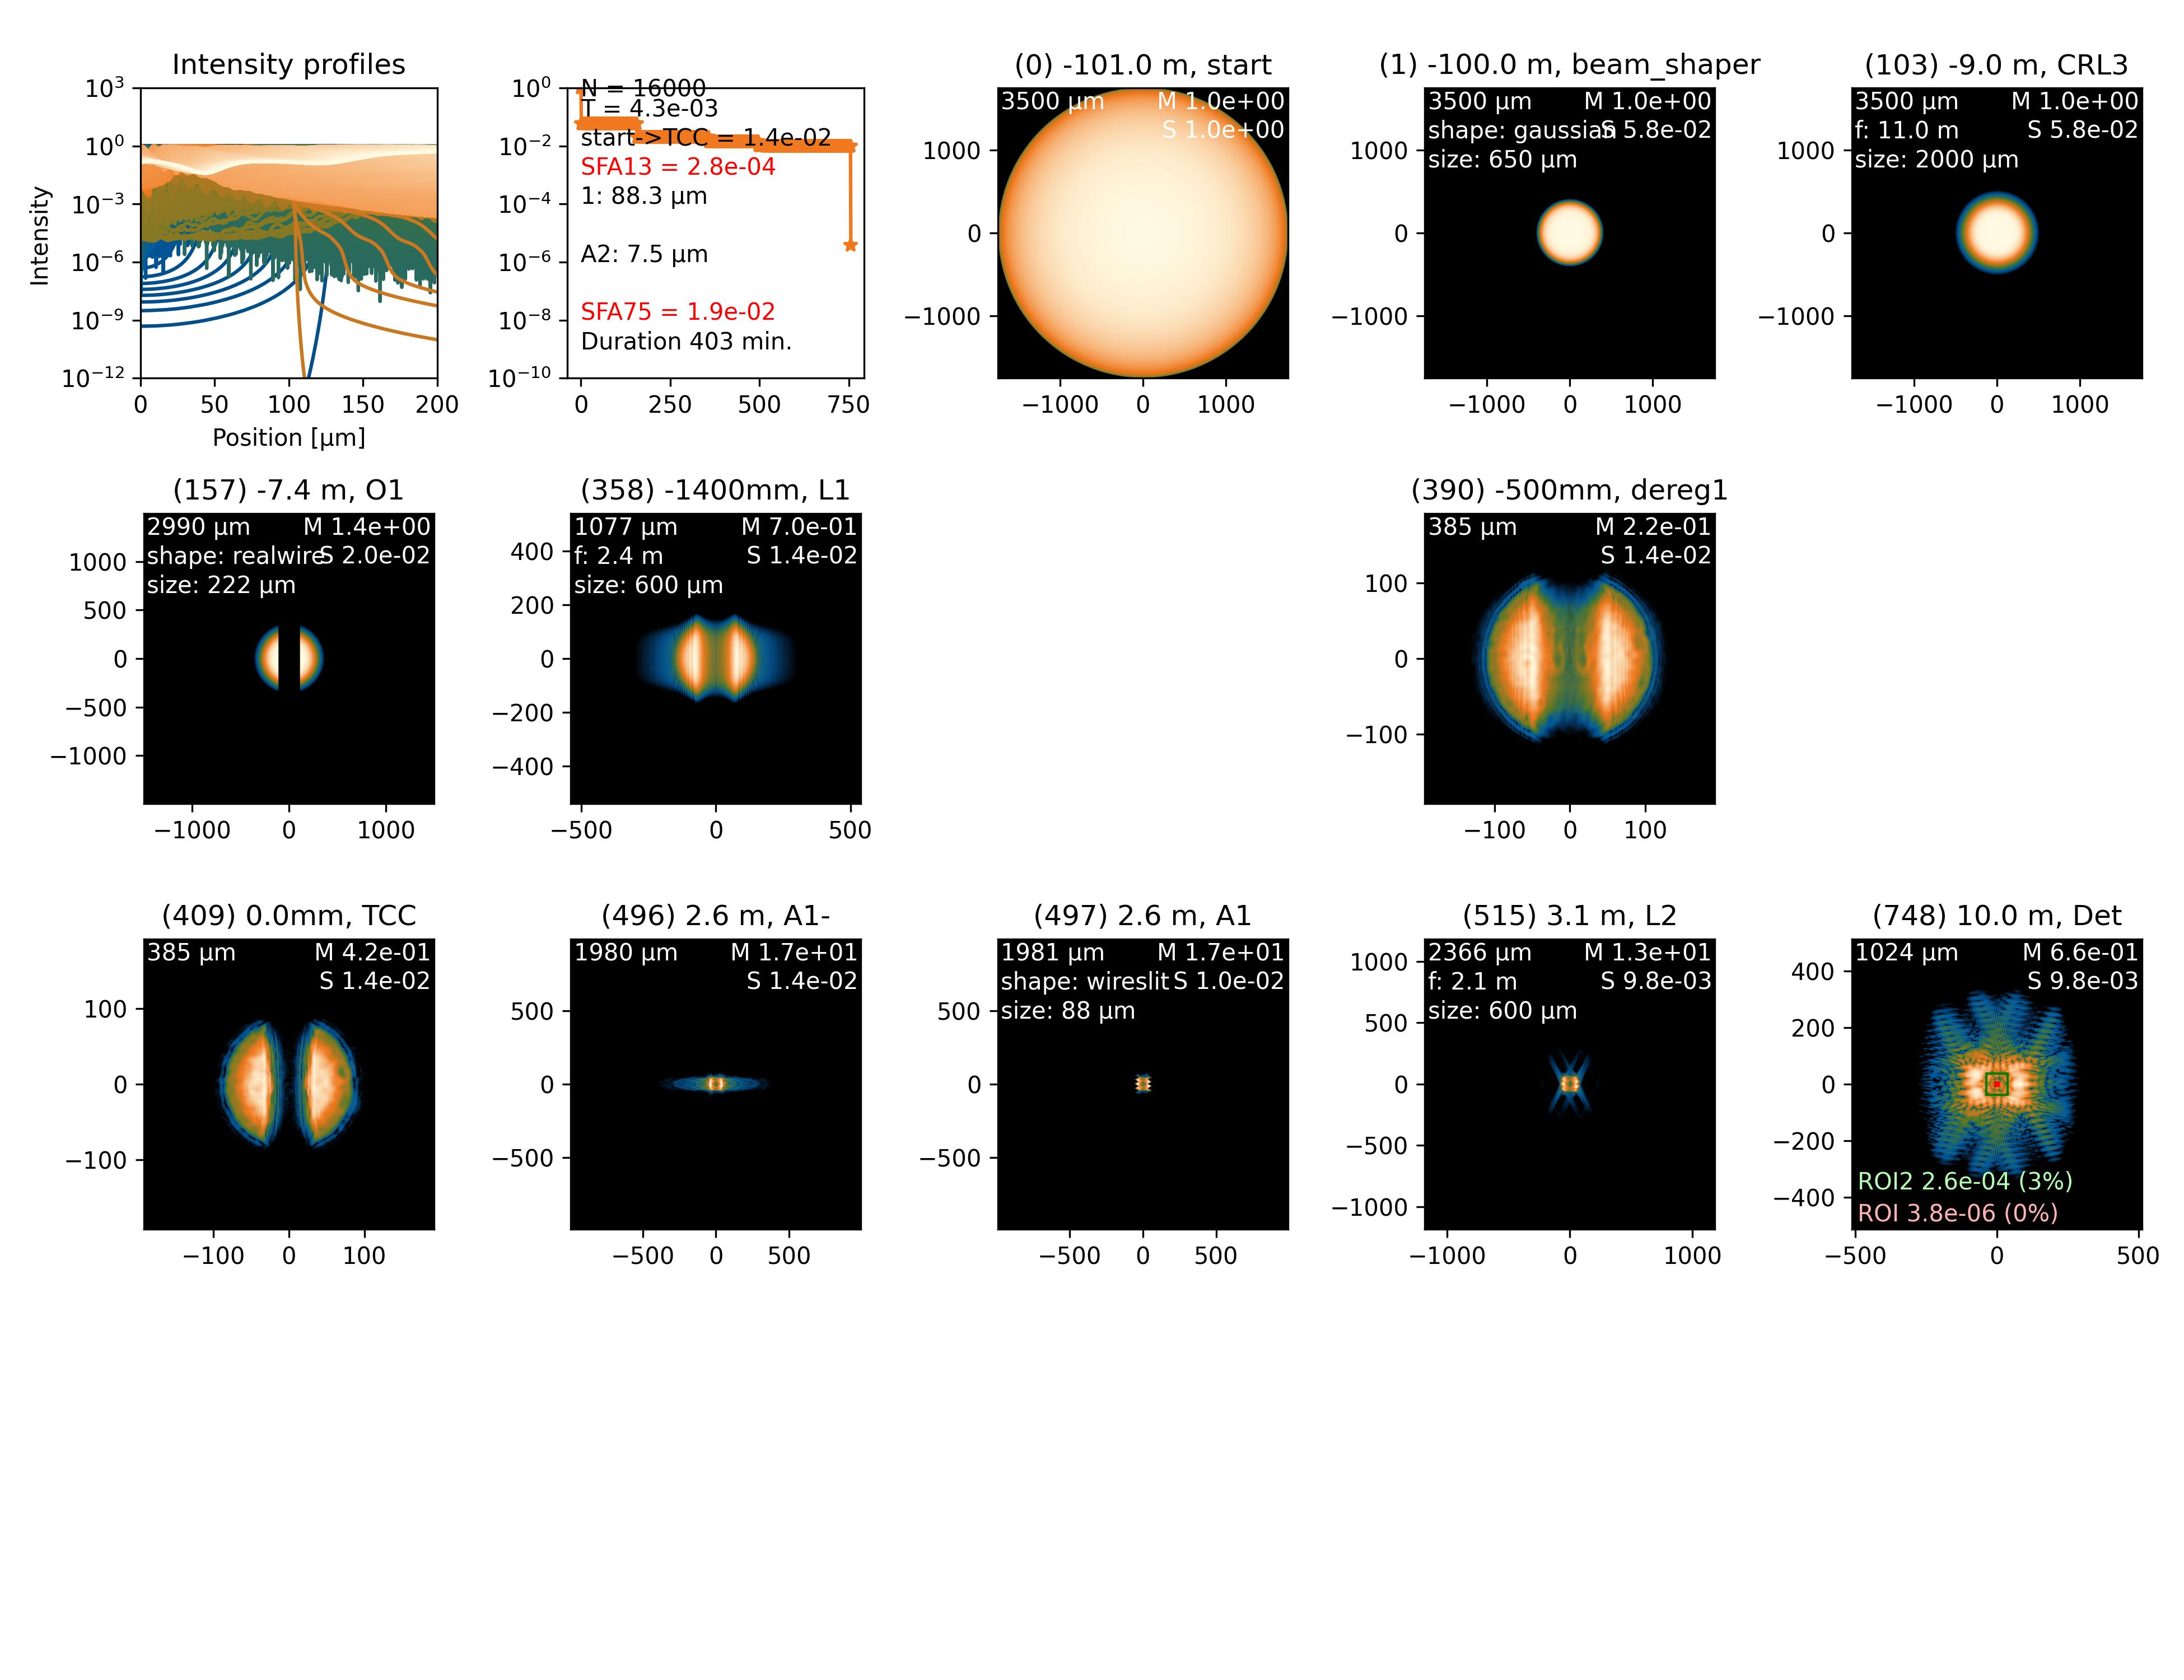 Intensity profiles
10³
10⁰
10⁻³
10⁻⁶
10⁻⁹
10⁻¹²
Intensity
0 50 100 150 200
Position [µm]
10⁰
10⁻²
10⁻⁴
10⁻⁶
10⁻⁸
10⁻¹⁰
N = 16000
T = 4.3e-03
start->TCC = 1.4e-02
SFA13 = 2.8e-04
1: 88.3 µm
A2: 7.5 µm
SFA75 = 1.9e-02
Duration 403 min.
0 250 500 750
(0) -101.0 m, start
3500 µm M 1.0e+00
S 1.0e+00
1000
0
−1000
−1000 0 1000
(1) -100.0 m, beam_shaper
3500 µm M 1.0e+00
shape: gaussian S 5.8e-02
size: 650 µm
1000
0
−1000
−1000 0 1000
(103) -9.0 m, CRL3
3500 µm M 1.0e+00
f: 11.0 m S 5.8e-02
size: 2000 µm
1000
0
−1000
−1000 0 1000
(157) -7.4 m, O1
2990 µm M 1.4e+00
shape: realwire S 2.0e-02
size: 222 µm
1000
500
0
−500
−1000
−1000 0 1000
(358) -1400mm, L1
1077 µm M 7.0e-01
f: 2.4 m S 1.4e-02
size: 600 µm
400
200
0
−200
−400
−500 0 500
(390) -500mm, dereg1
385 µm M 2.2e-01
S 1.4e-02
100
0
−100
−100 0 100
(409) 0.0mm, TCC
385 µm M 4.2e-01
S 1.4e-02
100
0
−100
−100 0 100
(496) 2.6 m, A1-
1980 µm M 1.7e+01
S 1.4e-02
500
0
−500
−500 0 500
(497) 2.6 m, A1
1981 µm M 1.7e+01
shape: wireslit S 1.0e-02
size: 88 µm
500
0
−500
−500 0 500
(515) 3.1 m, L2
2366 µm M 1.3e+01
f: 2.1 m S 9.8e-03
size: 600 µm
1000
500
0
−500
−1000
−1000 0 1000
(748) 10.0 m, Det
1024 µm M 6.6e-01
S 9.8e-03
400
200
0
−200
−400
ROI2 2.6e-04 (3%)
ROI 3.8e-06 (0%)
−500 0 500